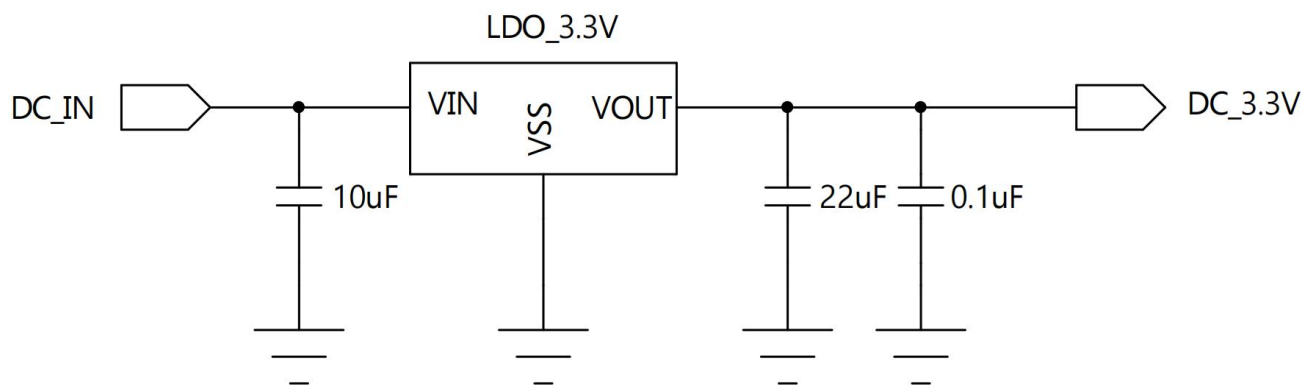 LDO_3.3V
DC_IN
VIN
VSS
VOUT
DC_3.3V
10uF
22uF
0.1uF